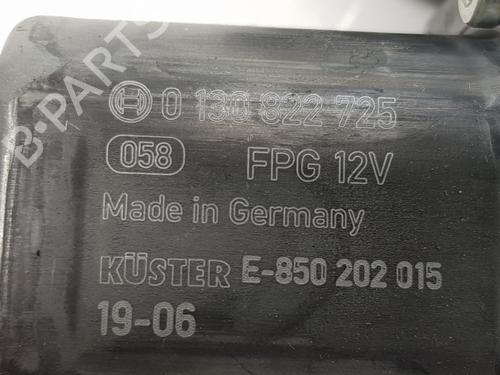 B-PARTS
0 130 822 725
058 FPG 12V
Made in Germany
KÜSTER E-850 202 015
19-06